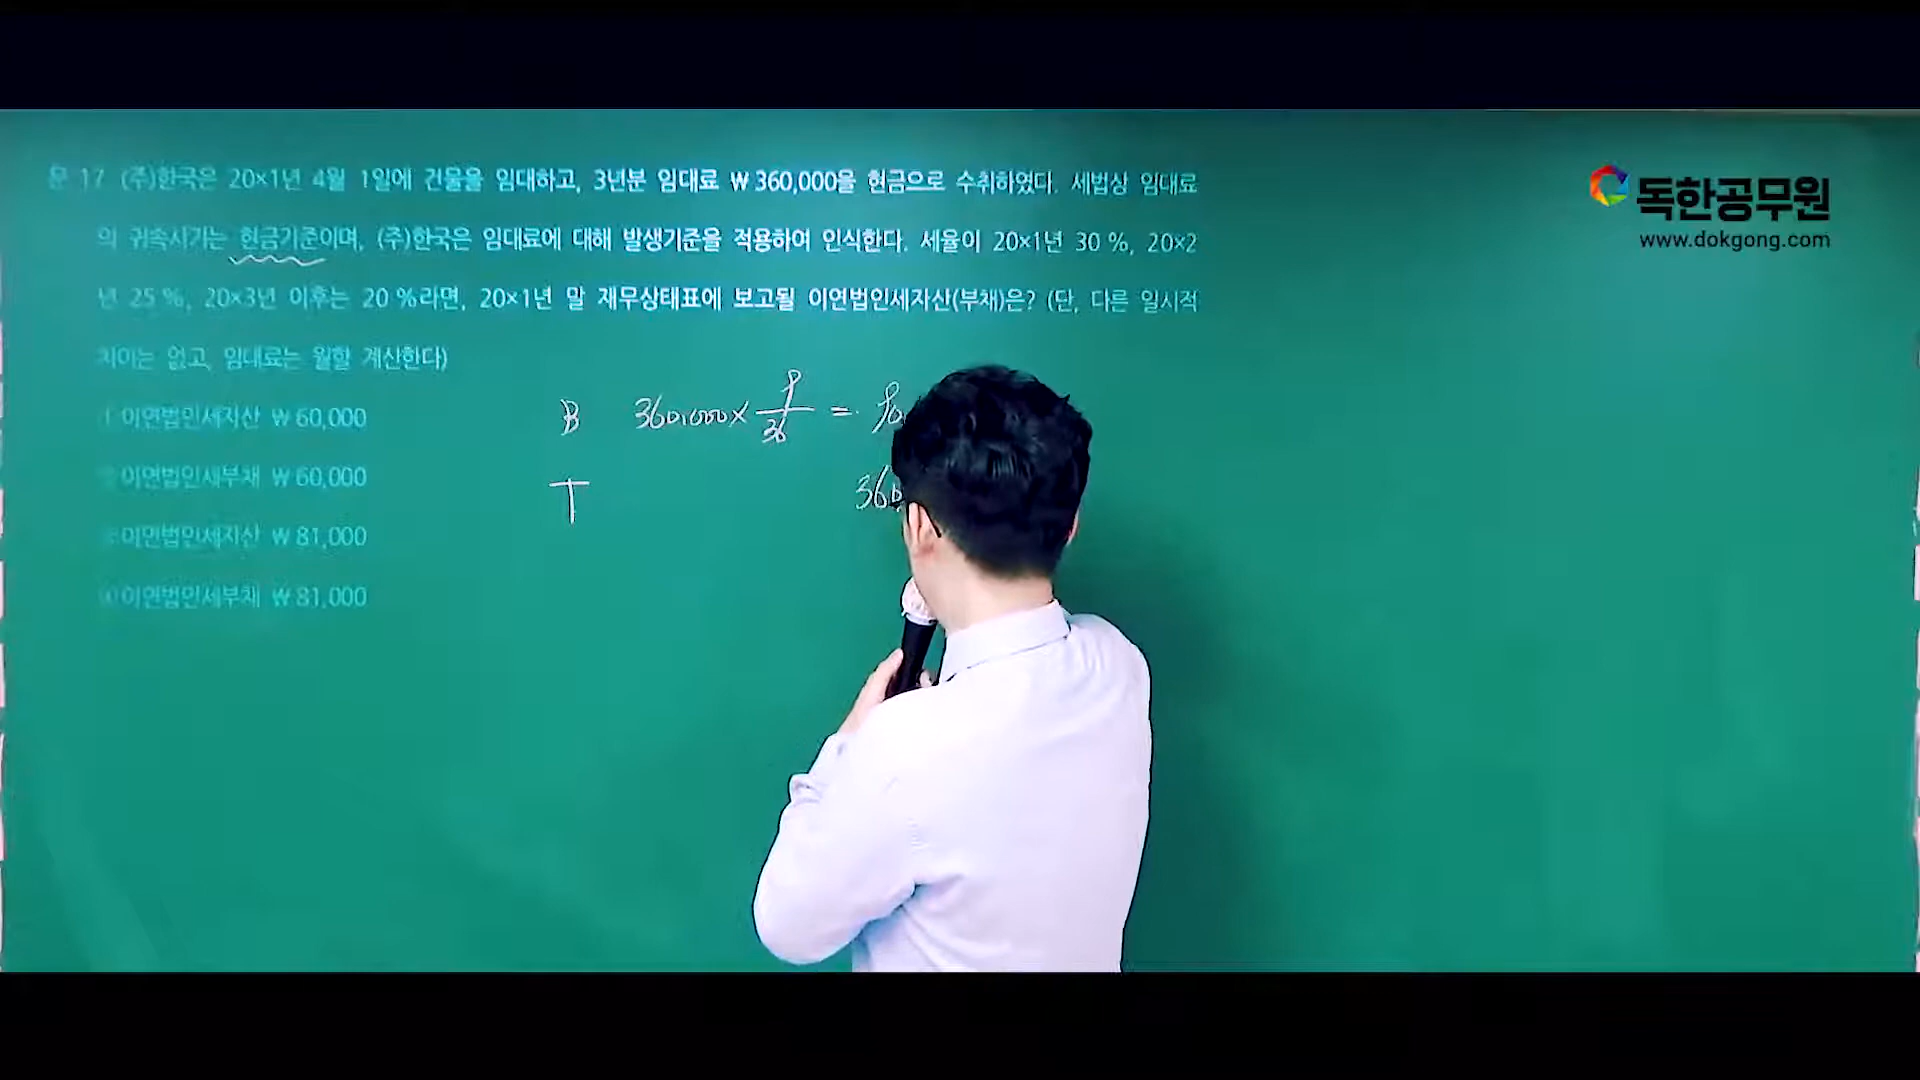 문 17 (주)한국은 20×1년 4월 1일에 건물을 임대하고, 3년분 임대료 ₩360,000을 현금으로 수취하였다. 세법상 임대료
의 귀속시기는 현금기준이며, (주)한국은 임대료에 대해 발생기준을 적용하여 인식한다. 세율이 20×1년 30 %, 20×2
년 25 %, 20×3년 이후는 20 %라면, 20×1년 말 재무상태표에 보고될 이연법인세자산(부채)은? (단, 다른 일시적
차이는 없고, 임대료는 월할 계산한다)
① 이연법인세자산 ₩60,000
② 이연법인세부채 ₩60,000
③ 이연법인세자산 ₩81,000
④ 이연법인세부채 ₩81,000
B 360,000× 9/36 =
T
독한공무원
www.dokgong.com